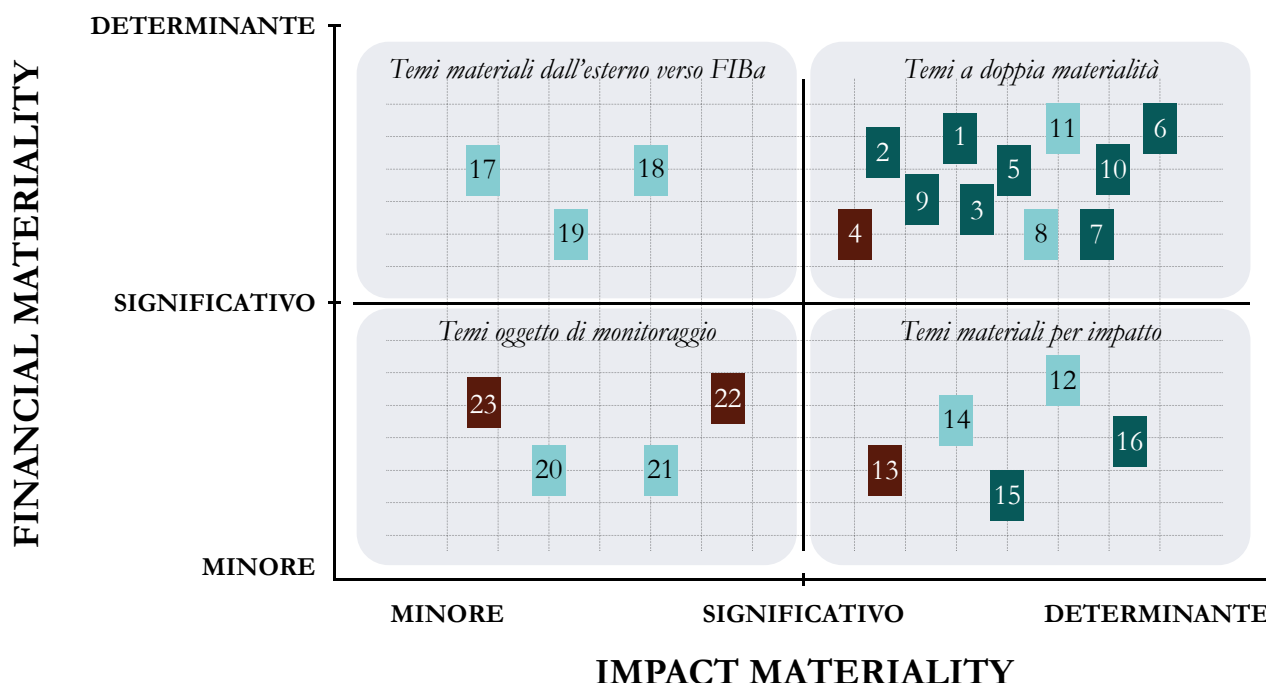 FINANCIAL MATERIALITY
DETERMINANTE
SIGNIFICATIVO
MINORE
Temi materiali dall'esterno verso FIBa
17
18
19
Temi a doppia materialità
11
6
1
2
5
10
9
3
4
8
7
Temi oggetto di monitoraggio
23
22
20
21
Temi materiali per impatto
12
14
16
13
15
MINORE
SIGNIFICATIVO
DETERMINANTE
IMPACT MATERIALITY